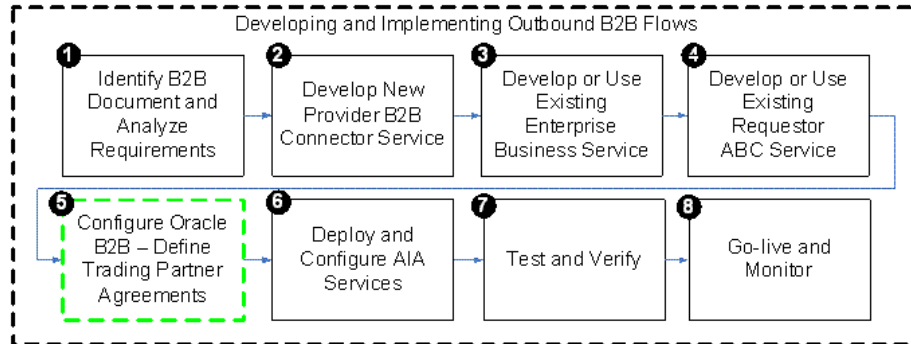 Developing and Implementing Outbound B2B Flows
1
Identify B2B
Document and
Analyze
Requirements
2
Develop New
Provider B2B
Connector Service
3
Develop or Use
Existing
Enterprise
Business Service
4
Develop or Use
Existing
Requestor
ABC Service
5
Configure Oracle
B2B – Define
Trading Partner
Agreements
6
Deploy and
Configure AIA
Services
7
Test and Verify
8
Go-live and
Monitor